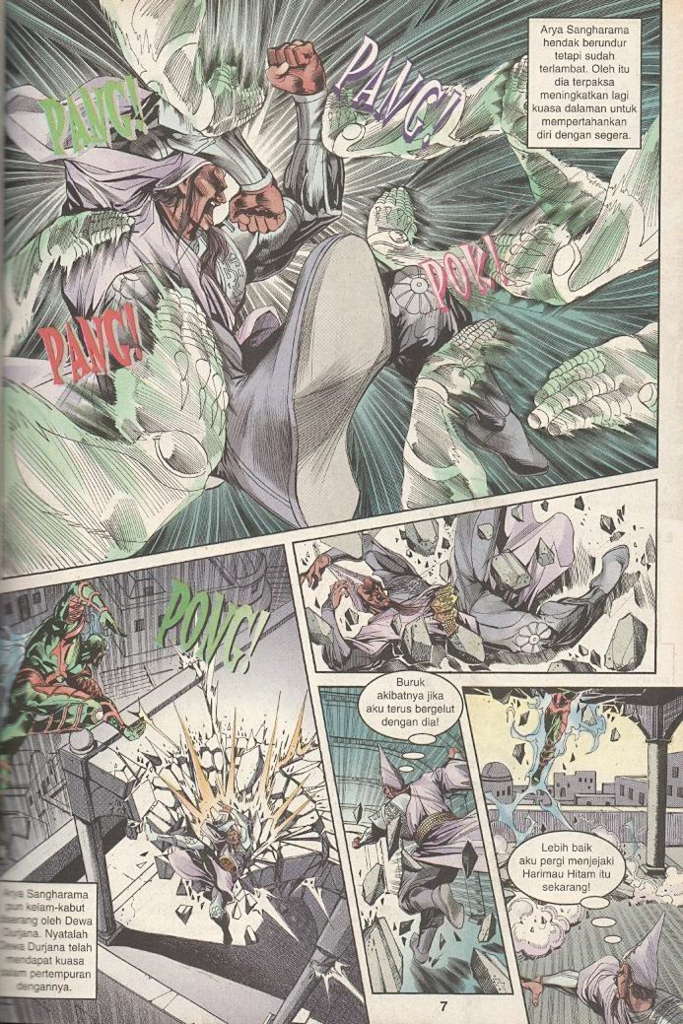 Arya Sangharama
hendak berundur
tetapi sudah
terlambat. Oleh itu
dia terpaksa
meningkatkan lagi
kuasa dalaman untuk
mempertahankan
diri dengan segera.
PANG!
PANG!
POK!
PANG!
PONG!
Arya Sangharama
pun kelam-kabut
diserang oleh Dewa
Durjana. Nyatalah
Dewa Durjana telah
mendapat kuasa
dalam pertempuran
dengannya.
Buruk
akibatnya jika
aku terus bergelut
dengan dia!
Lebih baik
aku pergi menjejaki
Harimau Hitam itu
sekarang!
7